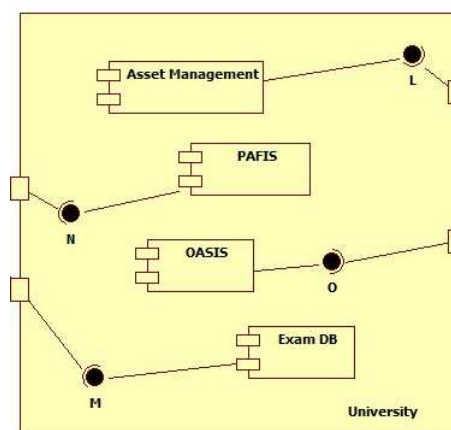 Asset Management
L
PAFIS
N
OASIS
O
Exam DB
M
University